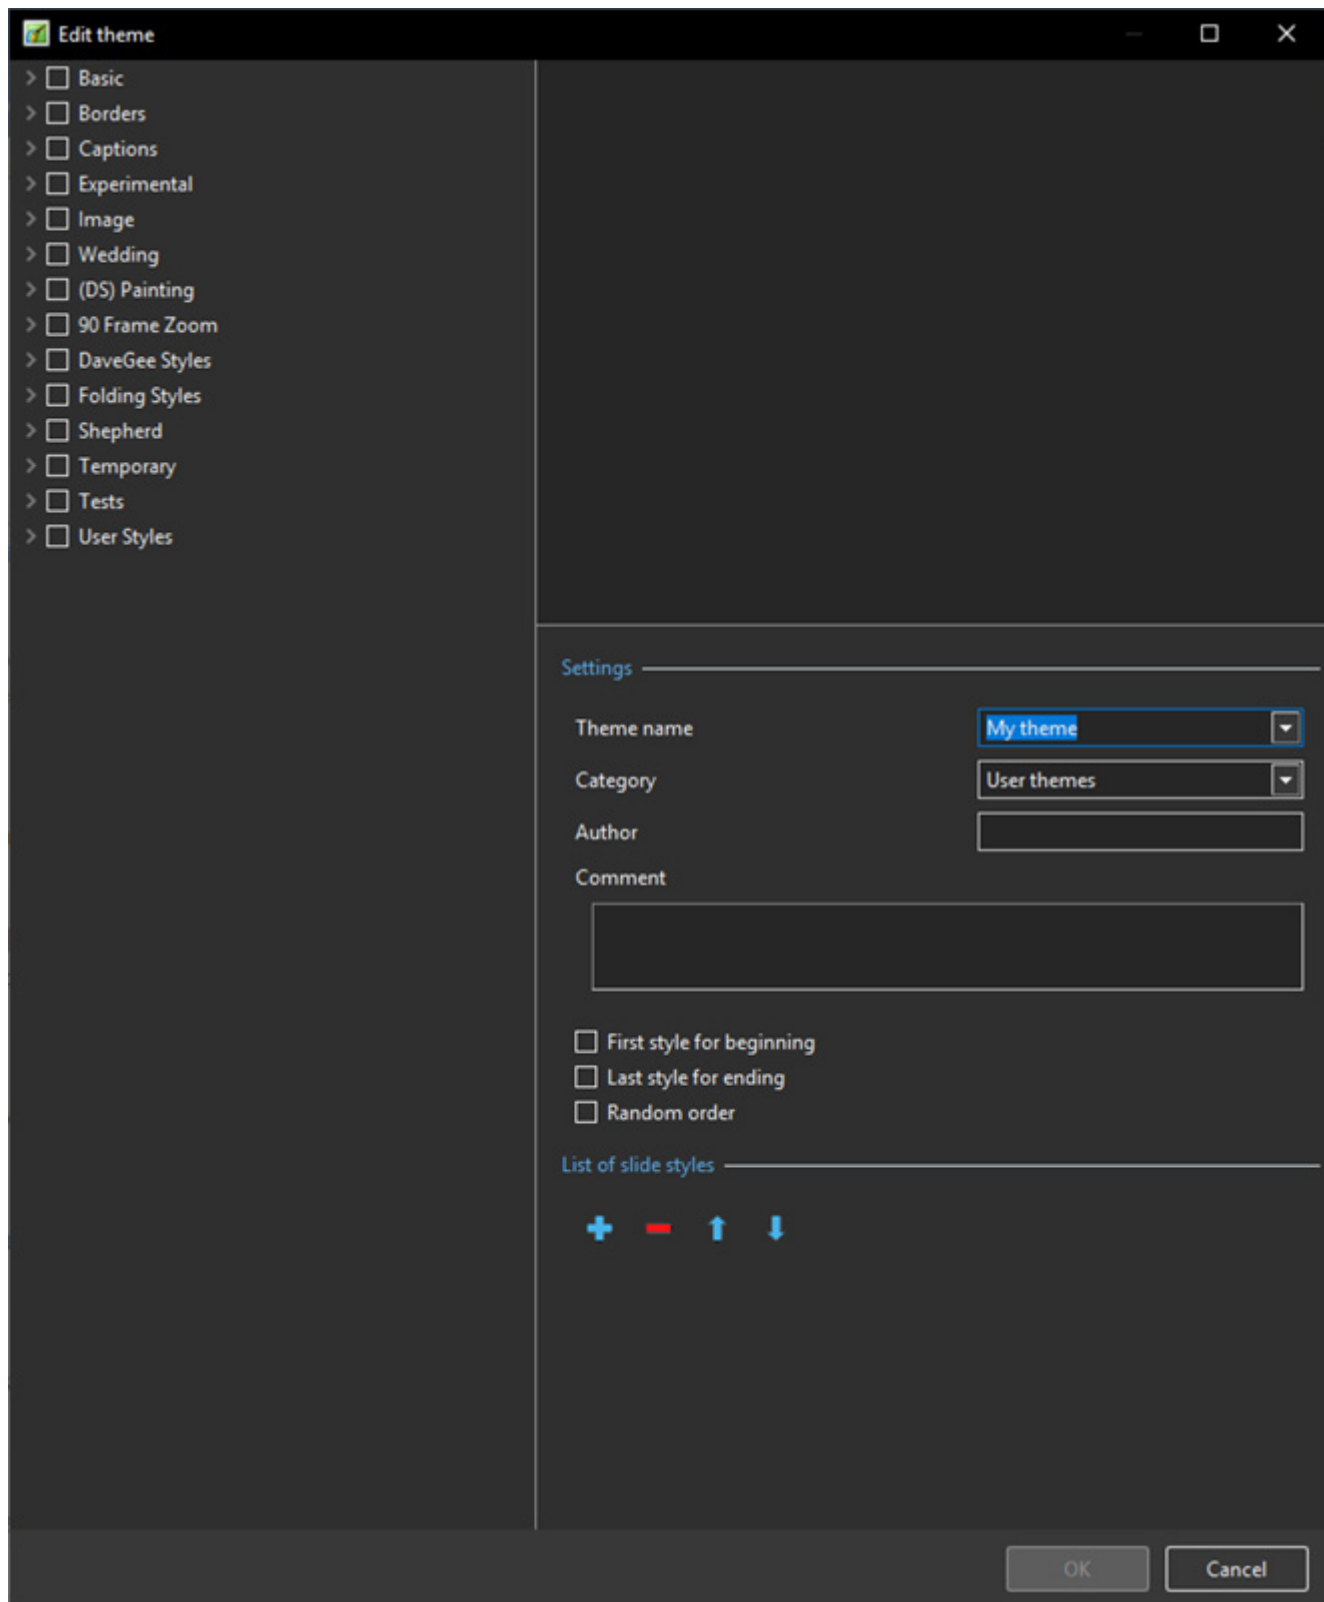 Edit theme
Basic
Borders
Captions
Experimental
Image
Wedding
(DS) Painting
90 Frame Zoom
DaveGee Styles
Folding Styles
Shepherd
Temporary
Tests
User Styles
Settings
Theme name My theme
Category User themes
Author
Comment
First style for beginning
Last style for ending
Random order
List of slide styles
OK Cancel